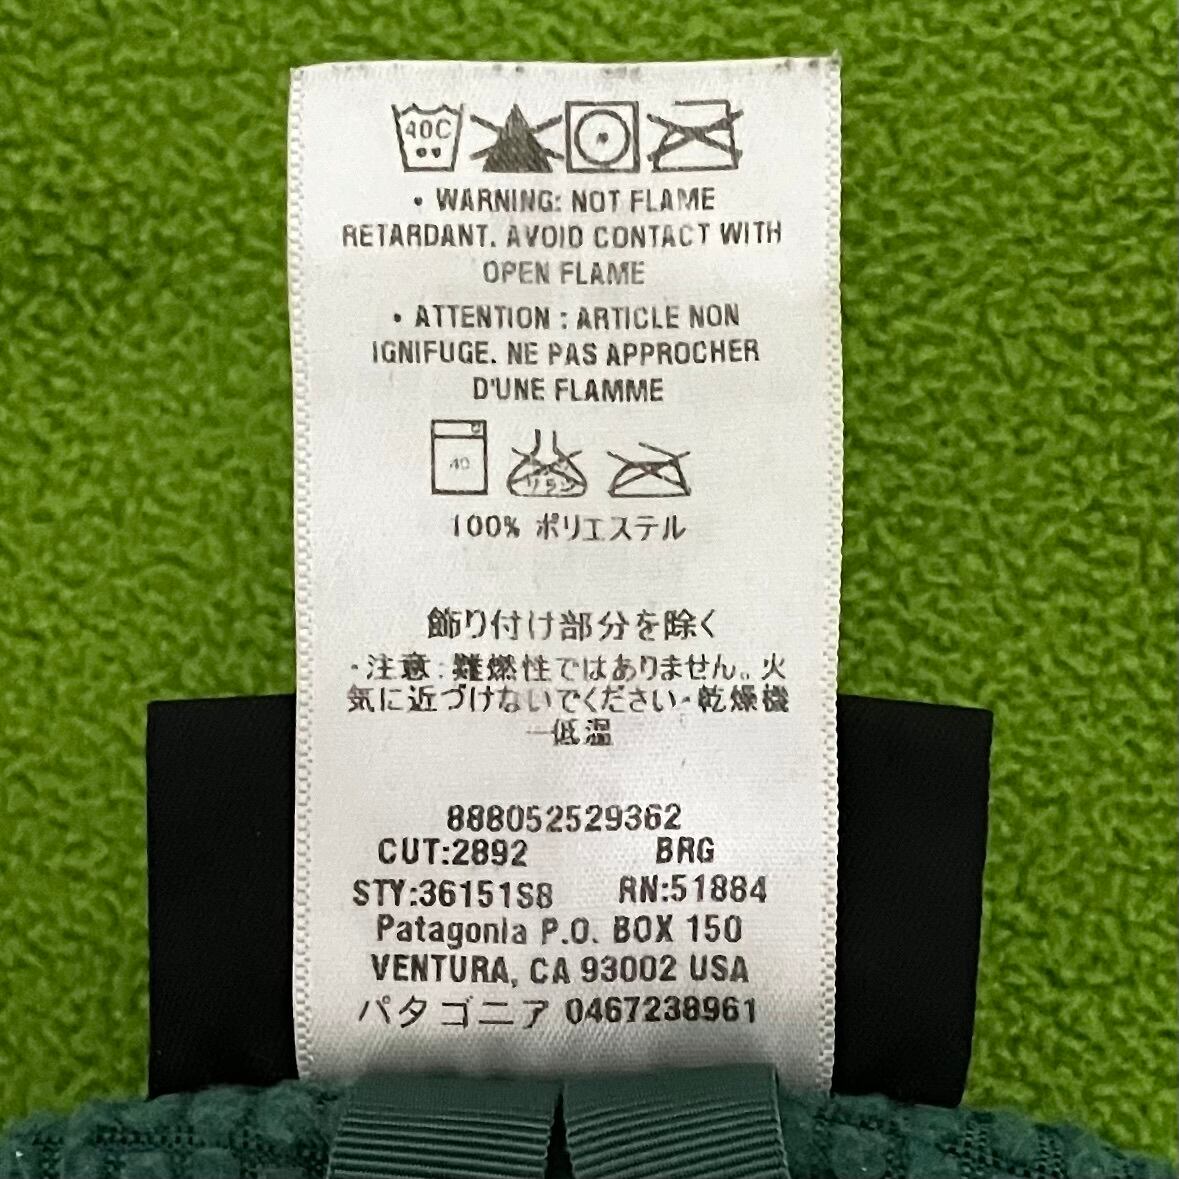 40C
• WARNING: NOT FLAME
RETARDANT. AVOID CONTACT WITH
OPEN FLAME
• ATTENTION : ARTICLE NON
IGNIFUGE. NE PAS APPROCHER
D'UNE FLAMME
40
100% ポリエステル
飾り付け部分を除く
・注意：難燃性ではありません。火
気に近づけないでください・乾燥機
－低温
888052529362
CUT:2892 BRG
STY:36151S8 RN:51884
Patagonia P.O. BOX 150
VENTURA, CA 93002 USA
パタゴニア 0467238961